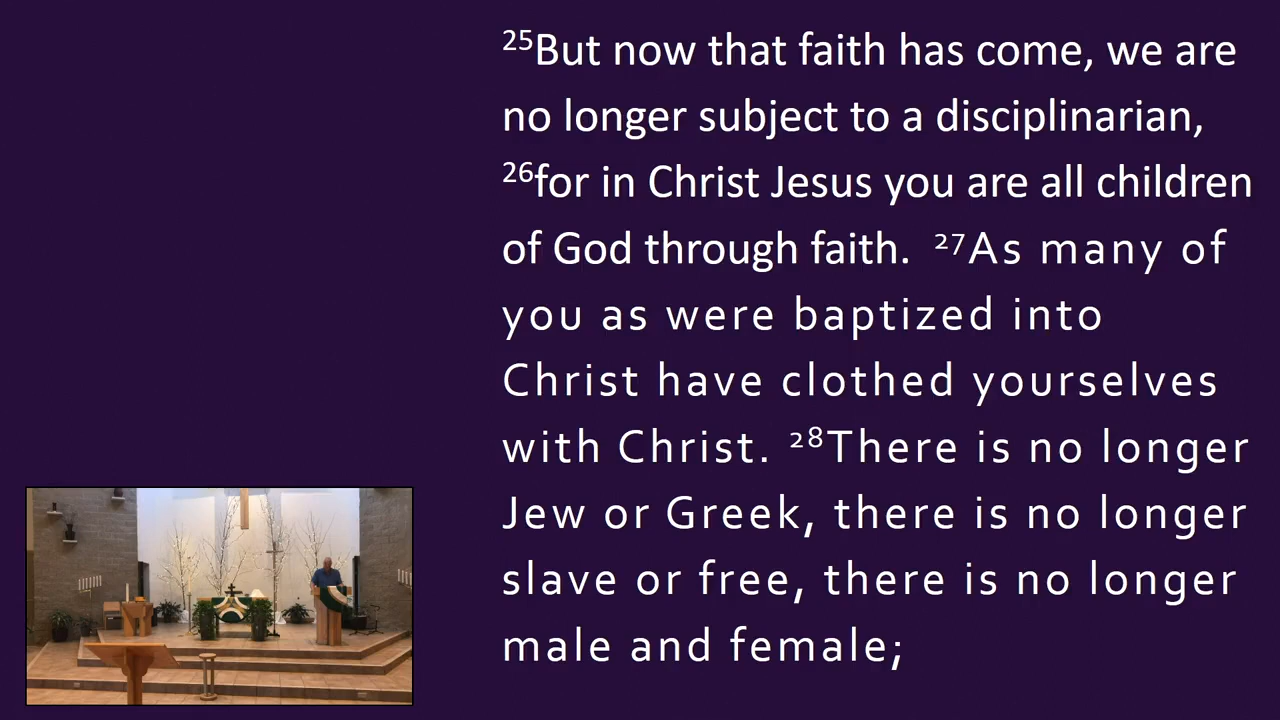 ²⁵But now that faith has come, we are
no longer subject to a disciplinarian,
²⁶for in Christ Jesus you are all children
of God through faith. ²⁷As many of
you as were baptized into
Christ have clothed yourselves
with Christ. ²⁸There is no longer
Jew or Greek, there is no longer
slave or free, there is no longer
male and female;